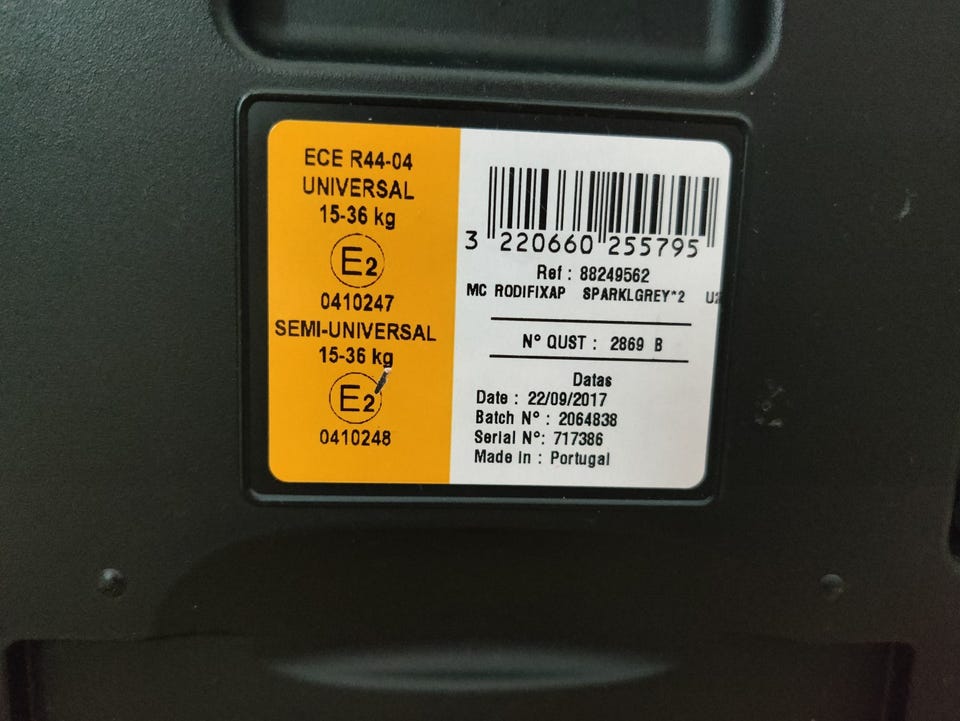 ECE R44-04
UNIVERSAL
15-36 kg
E2
0410247
SEMI-UNIVERSAL
15-36 kg
E2
0410248
3 220660 255795
Ref : 88249562
MC RODIFIXAP SPARKLGREY*2
N° QUST : 2869 B
Datas
Date : 22/09/2017
Batch N° : 2064838
Serial N°: 717386
Made In : Portugal